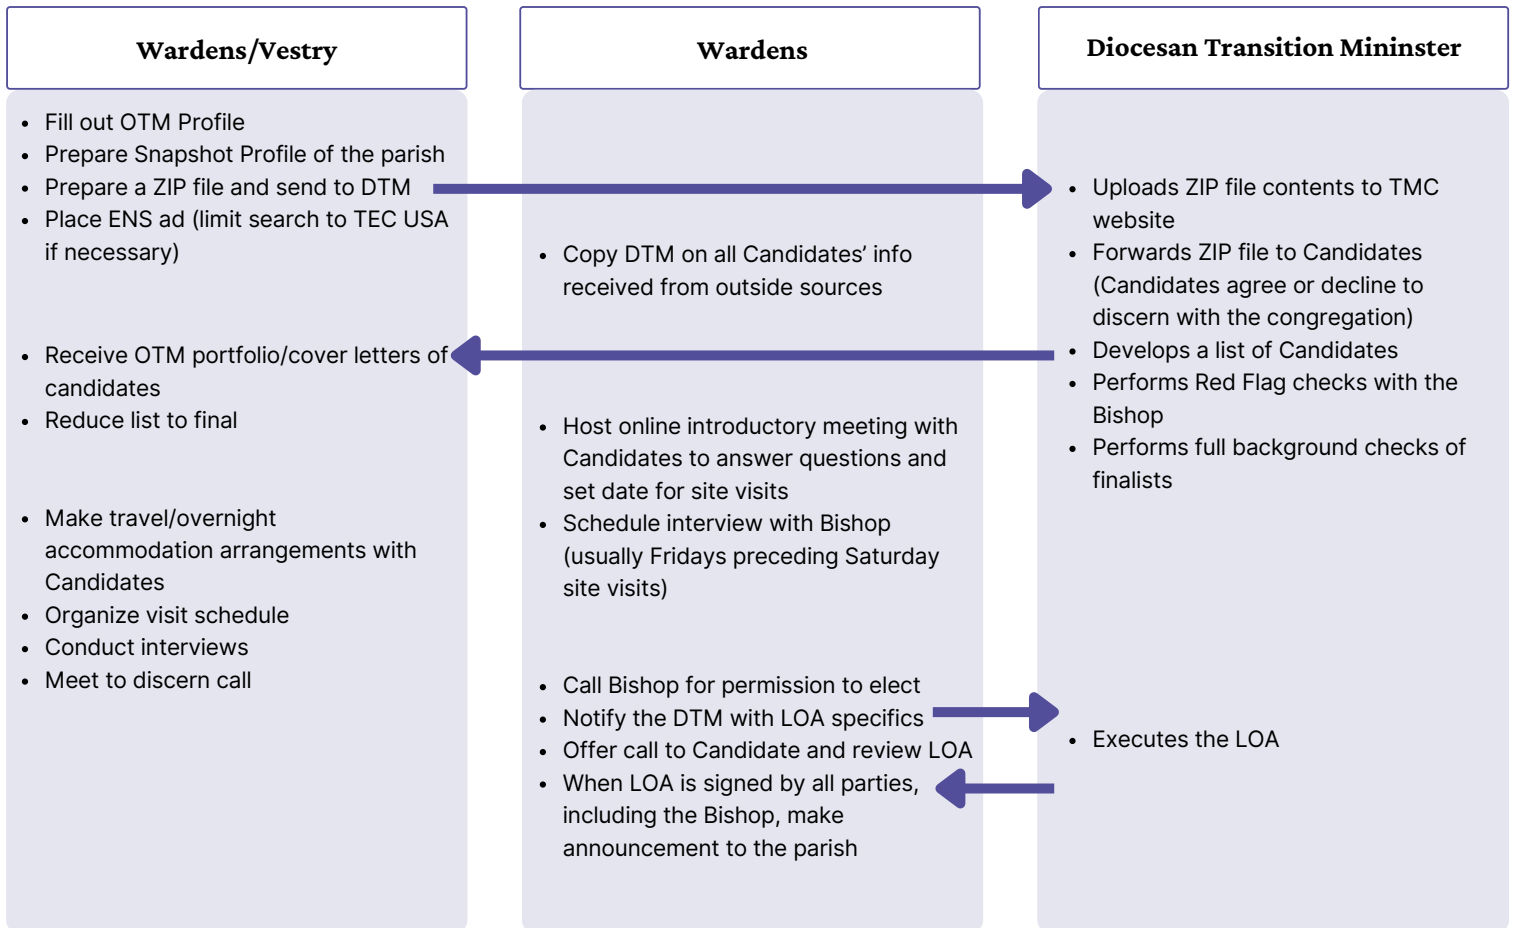 Wardens/Vestry
• Fill out OTM Profile
• Prepare Snapshot Profile of the parish
• Prepare a ZIP file and send to DTM
• Place ENS ad (limit search to TEC USA
if necessary)
• Receive OTM portfolio/cover letters of
candidates
• Reduce list to final
• Make travel/overnight
accommodation arrangements with
Candidates
• Organize visit schedule
• Conduct interviews
• Meet to discern call
Wardens
• Copy DTM on all Candidates’ info
received from outside sources
• Host online introductory meeting with
Candidates to answer questions and
set date for site visits
• Schedule interview with Bishop
(usually Fridays preceding Saturday
site visits)
• Call Bishop for permission to elect
• Notify the DTM with LOA specifics
• Offer call to Candidate and review LOA
• When LOA is signed by all parties,
including the Bishop, make
announcement to the parish
Diocesan Transition Mininster
• Uploads ZIP file contents to TMC
website
• Forwards ZIP file to Candidates
(Candidates agree or decline to
discern with the congregation)
• Develops a list of Candidates
• Performs Red Flag checks with the
Bishop
• Performs full background checks of
finalists
• Executes the LOA